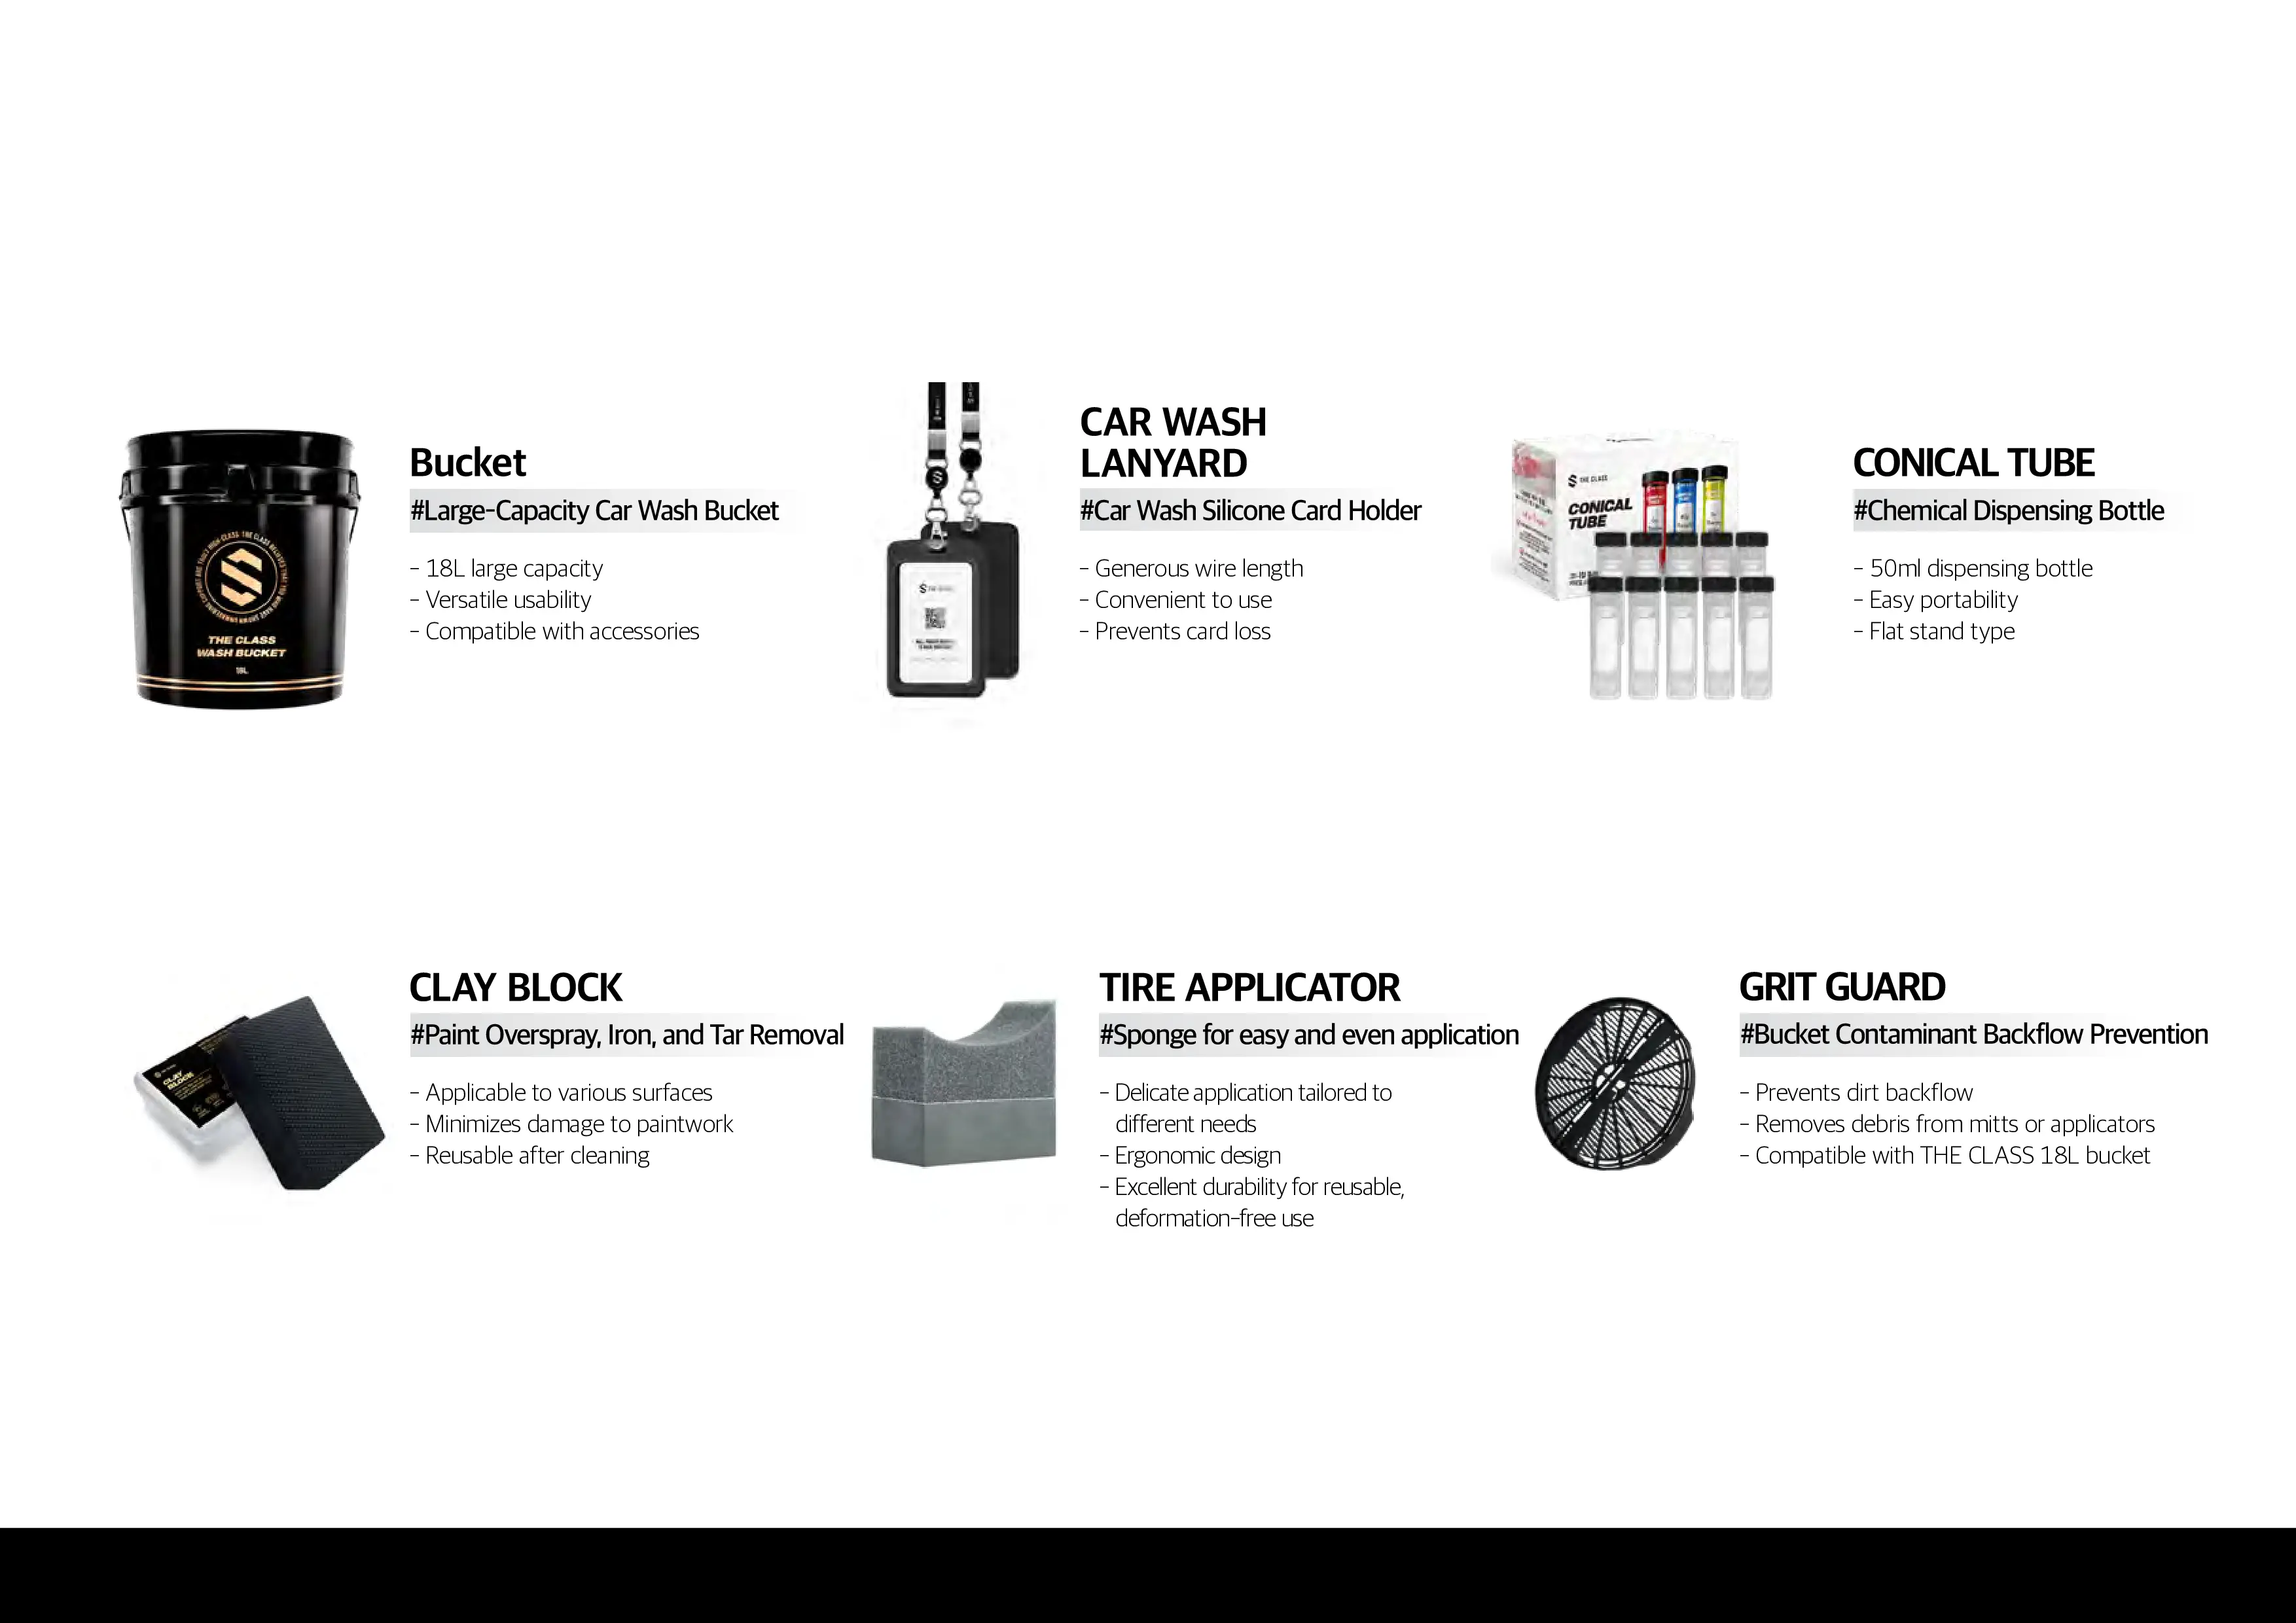 Bucket
#Large-Capacity Car Wash Bucket
- 18L large capacity
- Versatile usability
- Compatible with accessories
THE CLASS
WASH BUCKET
18L
CAR WASH
LANYARD
#Car Wash Silicone Card Holder
- Generous wire length
- Convenient to use
- Prevents card loss
THE CLASS
CONICAL
TUBE
CONICAL TUBE
#Chemical Dispensing Bottle
- 50ml dispensing bottle
- Easy portability
- Flat stand type
CLAY
BLOCK
CLAY BLOCK
#Paint Overspray, Iron, and Tar Removal
- Applicable to various surfaces
- Minimizes damage to paintwork
- Reusable after cleaning
TIRE APPLICATOR
#Sponge for easy and even application
- Delicate application tailored to
different needs
- Ergonomic design
- Excellent durability for reusable,
deformation-free use
GRIT GUARD
#Bucket Contaminant Backflow Prevention
- Prevents dirt backflow
- Removes debris from mitts or applicators
- Compatible with THE CLASS 18L bucket